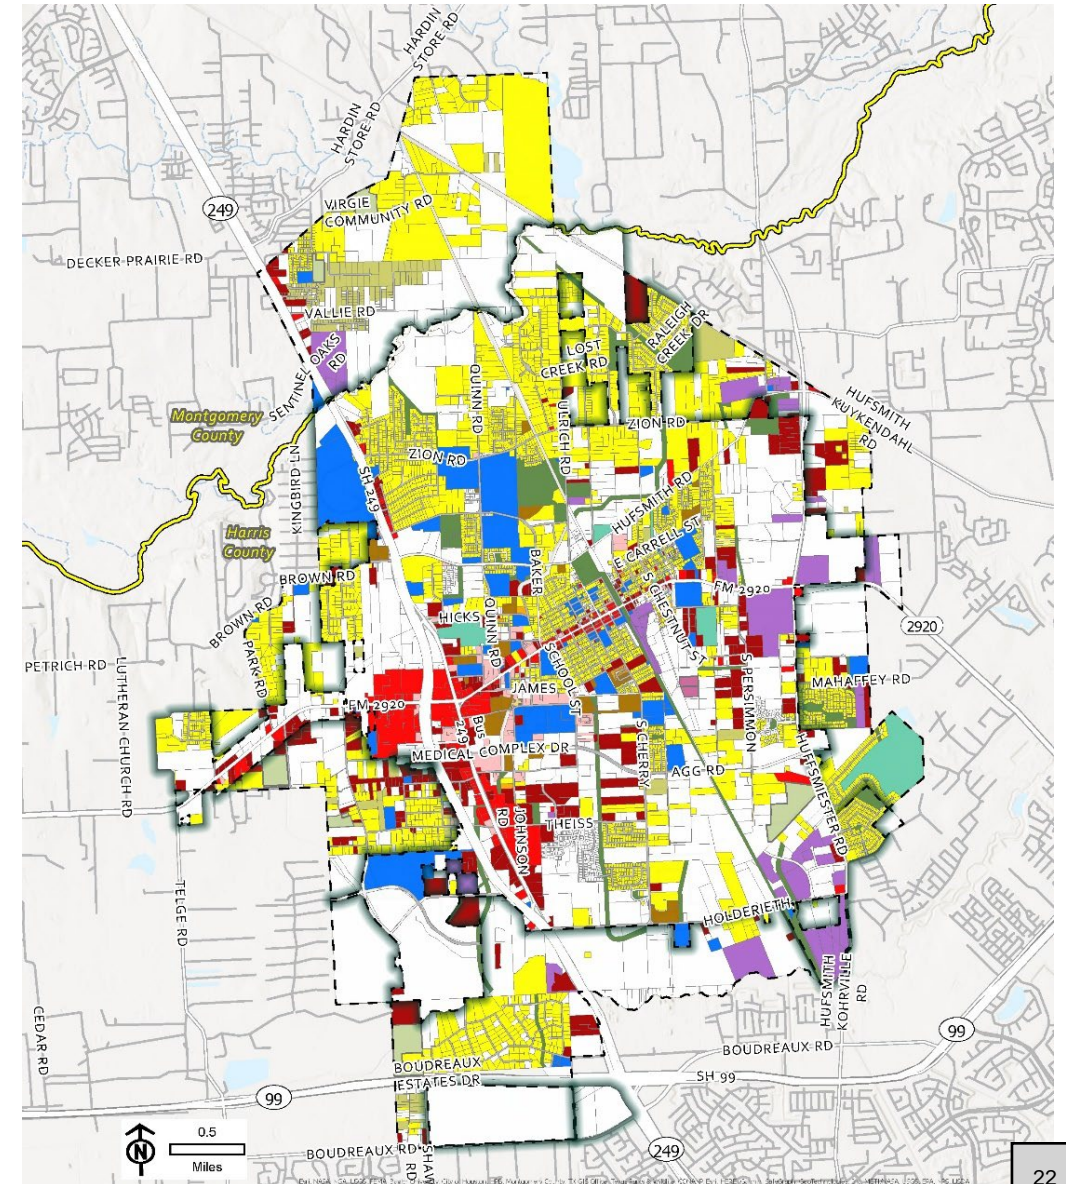 HARDIN
STORE RD
HARDIN
STORE RD
249
VIRGIE
COMMUNITY RD
DECKER PRAIRIE RD
VALLIE RD
SENTINEL OAKS
RD
RALEIGH
CREEK DR
LOST
CREEK RD
QUINN RD
ULRICH RD
ZION RD
HUFSMITH
KUYKENDAHL
RD
Montgomery
County
KINGBIRD LN
ZION RD
SH 249
HUFSMITH RD
Harris
County
E CARRELL ST
BAKER
BROWN RD
FM 2920
S CHESTNUT ST
BROWN RD
HICKS
QUINN RD
2920
PETRICH RD
LUTHERAN CHURCH RD
PARK RD
SCHOOL ST
S PERSIMMON
MAHAFFEY RD
JAMES
FM 2920
BUS
249
MEDICAL COMPLEX DR
S CHERRY
AGG RD
HUFFSMIESTER RD
JOHNSON
RD
THEISS
TELGE RD
HOLDERIETH
HUFSMITH
KOHRVILLE
RD
CEDAR RD
99
BOUDREAUX RD
BOUDREAUX
ESTATES DR
SH 99
99
0.5
Miles
N
BOUDREAUX RD
SHAW
RD
249
22